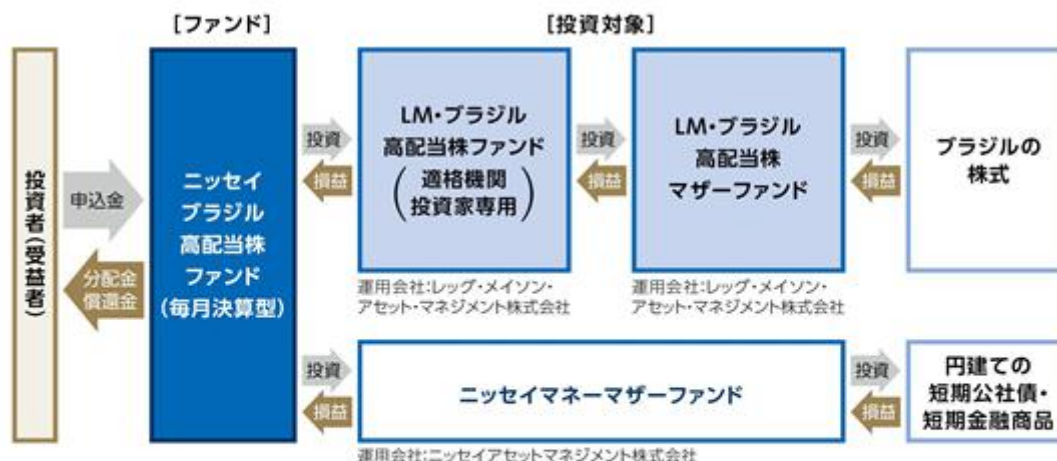 [ファンド]
[投資対象]
投資者(受益者)
申込金
分配金
償還金
ニッセイ
ブラジル
高配当株
ファンド
(毎月決算型)
投資
損益
LM・ブラジル
高配当株ファンド
(適格機関
投資家専用)
運用会社:レッグ・メイソン・
アセット・マネジメント株式会社
投資
損益
LM・ブラジル
高配当株
マザーファンド
運用会社:レッグ・メイソン・
アセット・マネジメント株式会社
投資
損益
ブラジルの
株式
投資
損益
ニッセイマネーマザーファンド
運用会社:ニッセイアセットマネジメント株式会社
投資
損益
円建ての
短期公社債・
短期金融商品